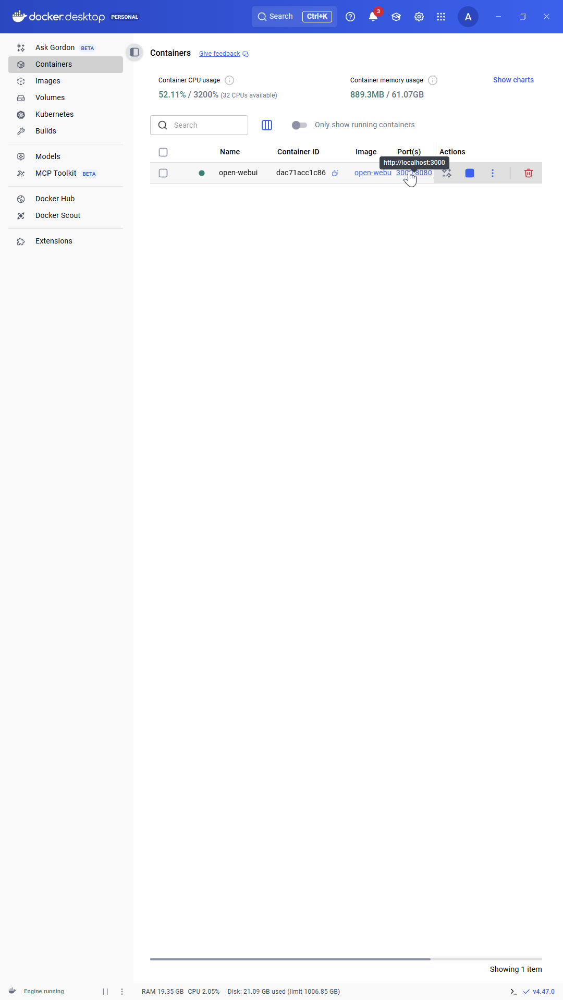 docker.desktop PERSONAL
Search Ctrl+K
3
A
Ask Gordon BETA
Containers
Images
Volumes
Kubernetes
Builds
Models
MCP Toolkit BETA
Docker Hub
Docker Scout
Extensions
Containers Give feedback
Container CPU usage
52.11% / 3200% (32 CPUs available)
Container memory usage
889.3MB / 61.07GB
Show charts
Search
Only show running containers
Name Container ID Image Port(s) Actions
http://localhost:3000
open-webui dac71acc1c86 open-webu
Showing 1 item
Engine running
RAM 19.35 GB CPU 2.05% Disk: 21.09 GB used (limit 1006.85 GB)
v4.47.0